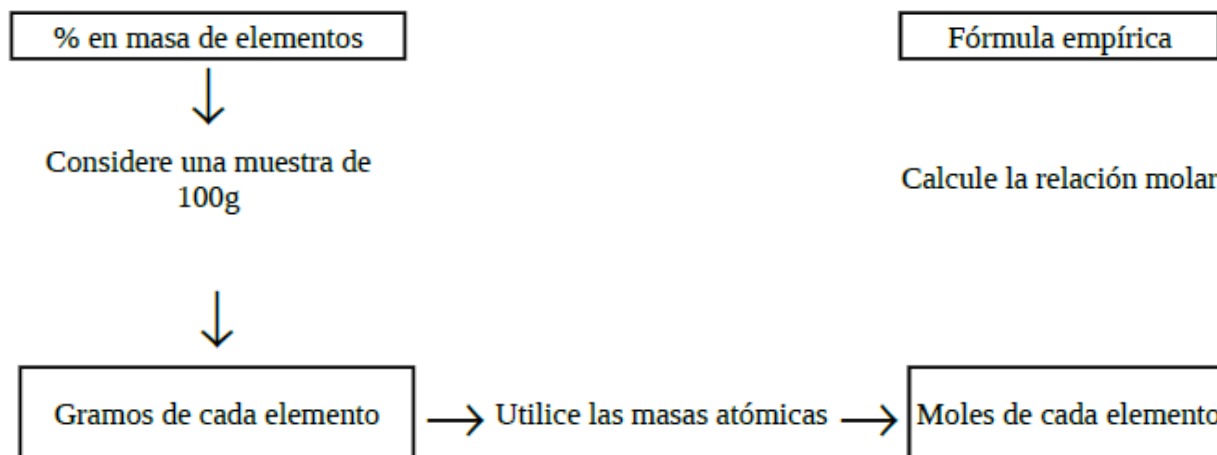 % en masa de elementos
Fórmula empírica
Considere una muestra de
100g
Calcule la relación molar
Gramos de cada elemento
Utilice las masas atómicas
Moles de cada elemento